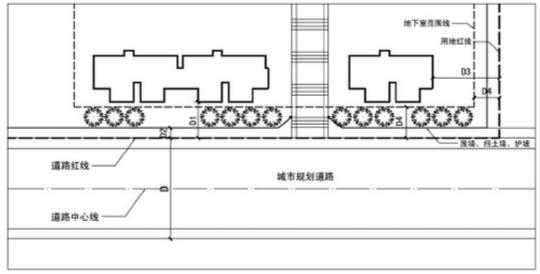 地下室范围线
用地红线
D3
D4
D1
D4
D2
围墙、挡土墙、护坡
道路红线
城市规划道路
D
道路中心线